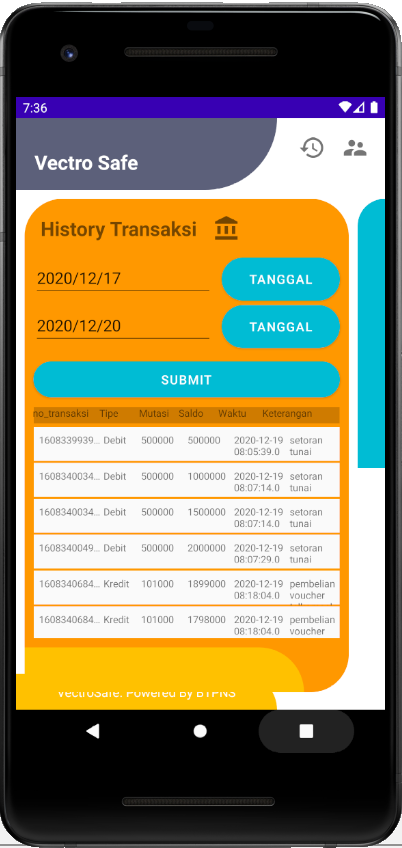 7:36
Vectro Safe
History Transaksi
2020/12/17 TANGGAL
2020/12/20 TANGGAL
SUBMIT
no_transaksi Tipe Mutasi Saldo Waktu Keterangan
1608339939... Debit 500000 500000 2020-12-19 setoran
08:05:39.0 tunai
1608340034... Debit 500000 1000000 2020-12-19 setoran
08:07:14.0 tunai
1608340034... Debit 500000 1500000 2020-12-19 setoran
08:07:14.0 tunai
1608340049... Debit 500000 2000000 2020-12-19 setoran
08:07:29.0 tunai
1608340684... Kredit 101000 1899000 2020-12-19 pembelian
08:18:04.0 voucher
1608340684... Kredit 101000 1798000 2020-12-19 pembelian
08:18:04.0 voucher
VectroSafe. Powered By BTPNS